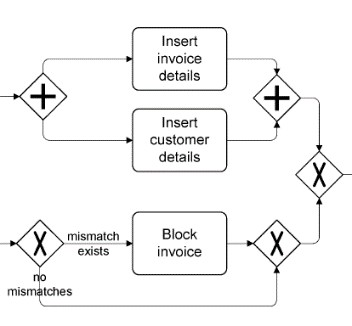 Insert
invoice
details
Insert
customer
details
mismatch
exists
Block
invoice
no
mismatches